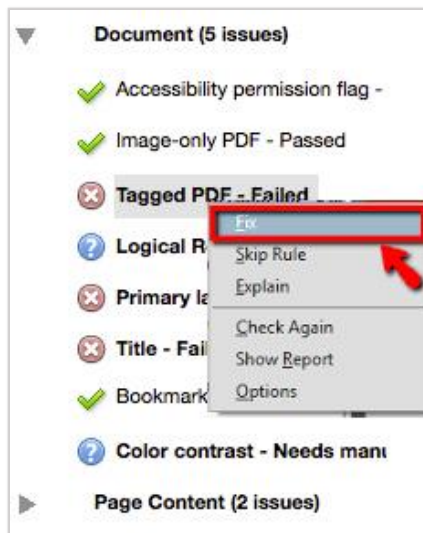 Document (5 issues)
Accessibility permission flag -
Image-only PDF - Passed
Tagged PDF - Failed
Fix
Logical R
Skip Rule
Explain
Primary la
Check Again
Title - Fai
Show Report
Bookmark
Options
Color contrast - Needs manu
Page Content (2 issues)